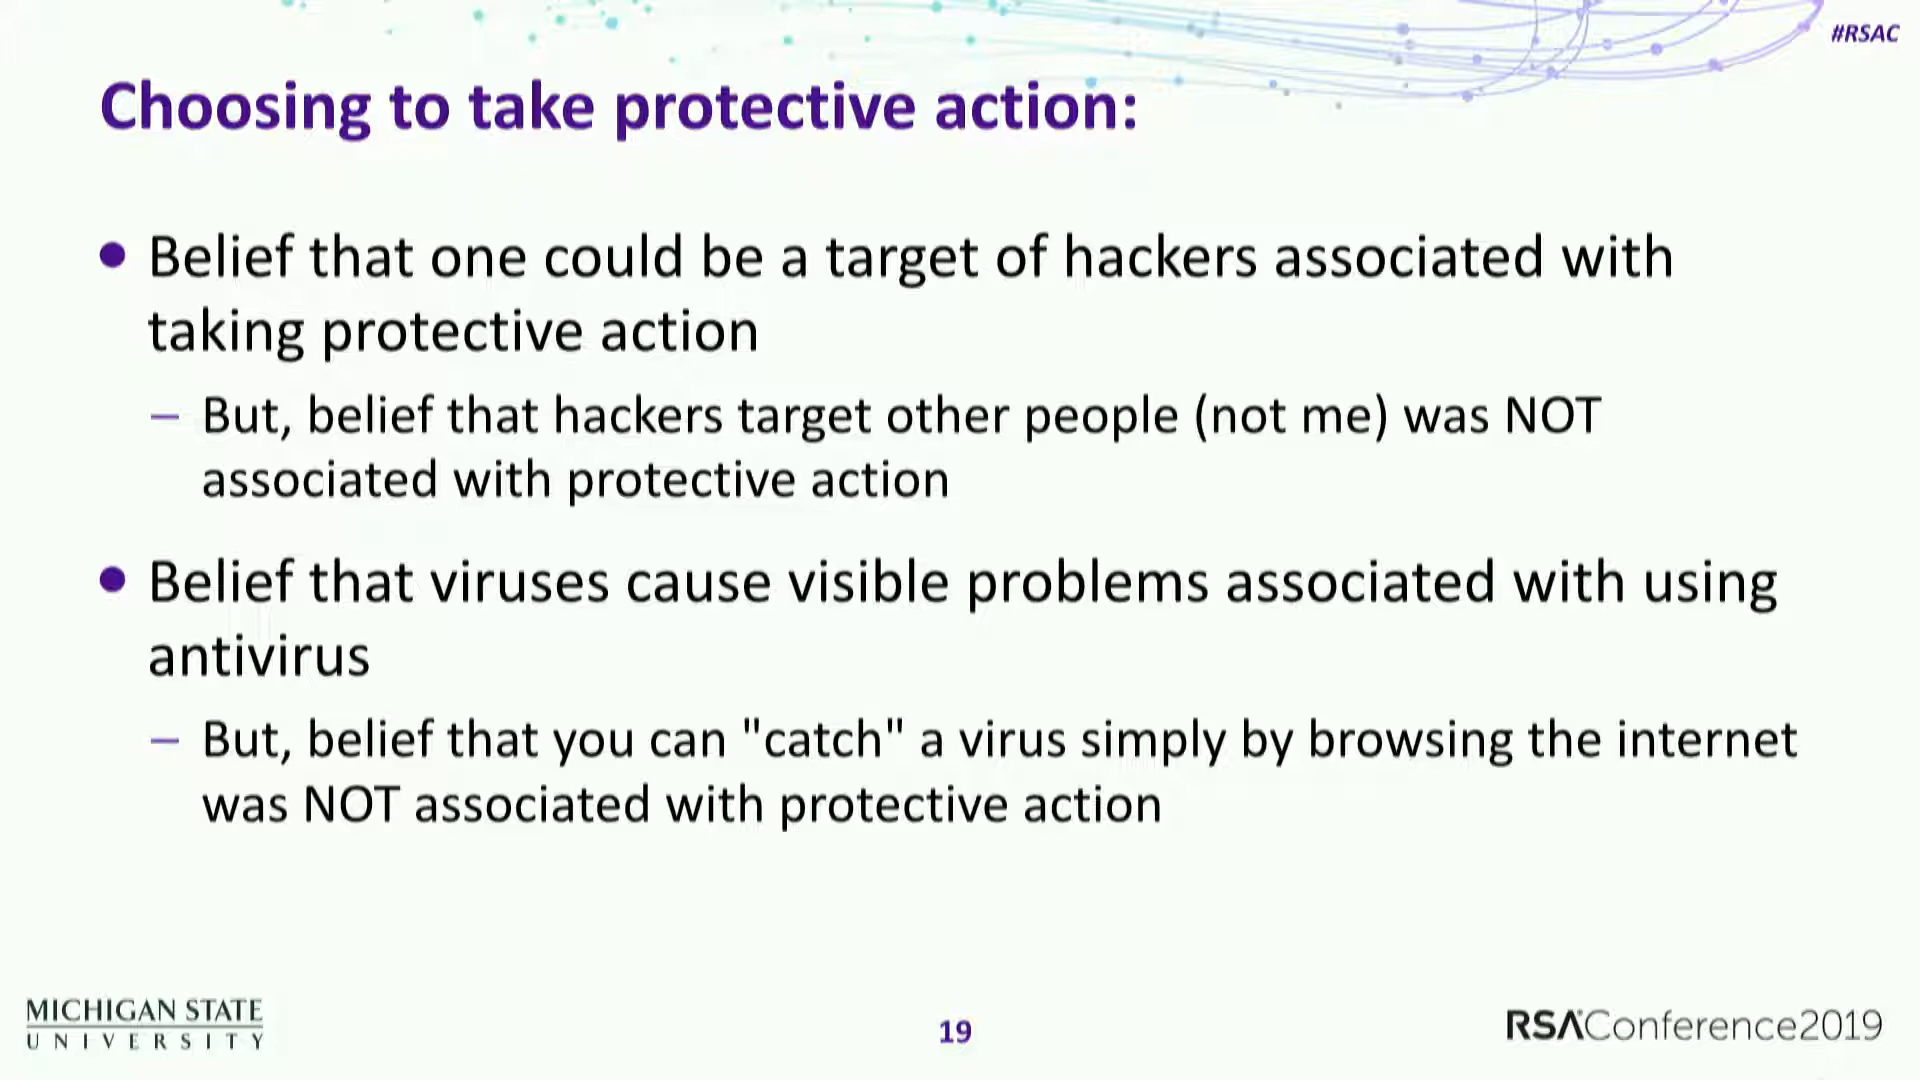 #RSAC
Choosing to take protective action:
• Belief that one could be a target of hackers associated with
taking protective action
– But, belief that hackers target other people (not me) was NOT
associated with protective action
• Belief that viruses cause visible problems associated with using
antivirus
– But, belief that you can "catch" a virus simply by browsing the internet
was NOT associated with protective action
MICHIGAN STATE
UNIVERSITY
19
RSAConference2019